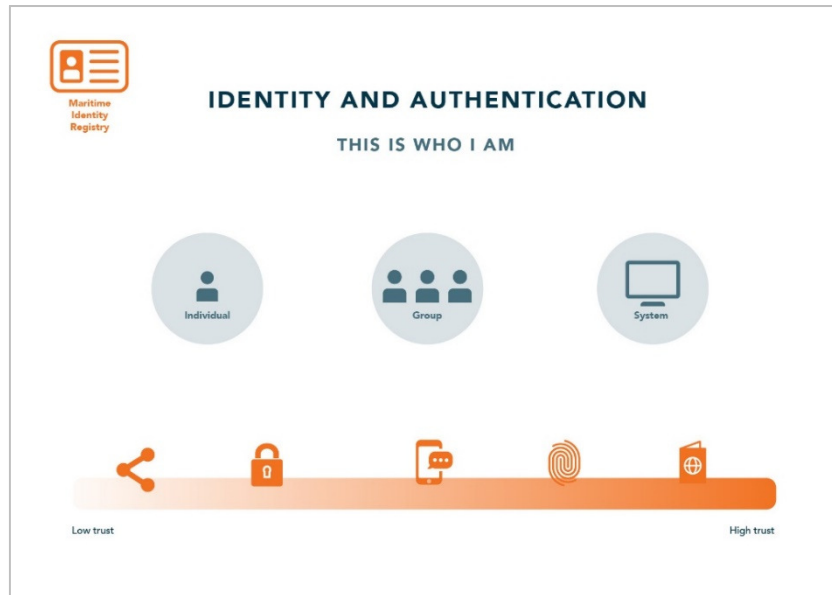 Maritime
Identity
Registry
IDENTITY AND AUTHENTICATION
THIS IS WHO I AM
Individual
Group
System
Low trust
High trust